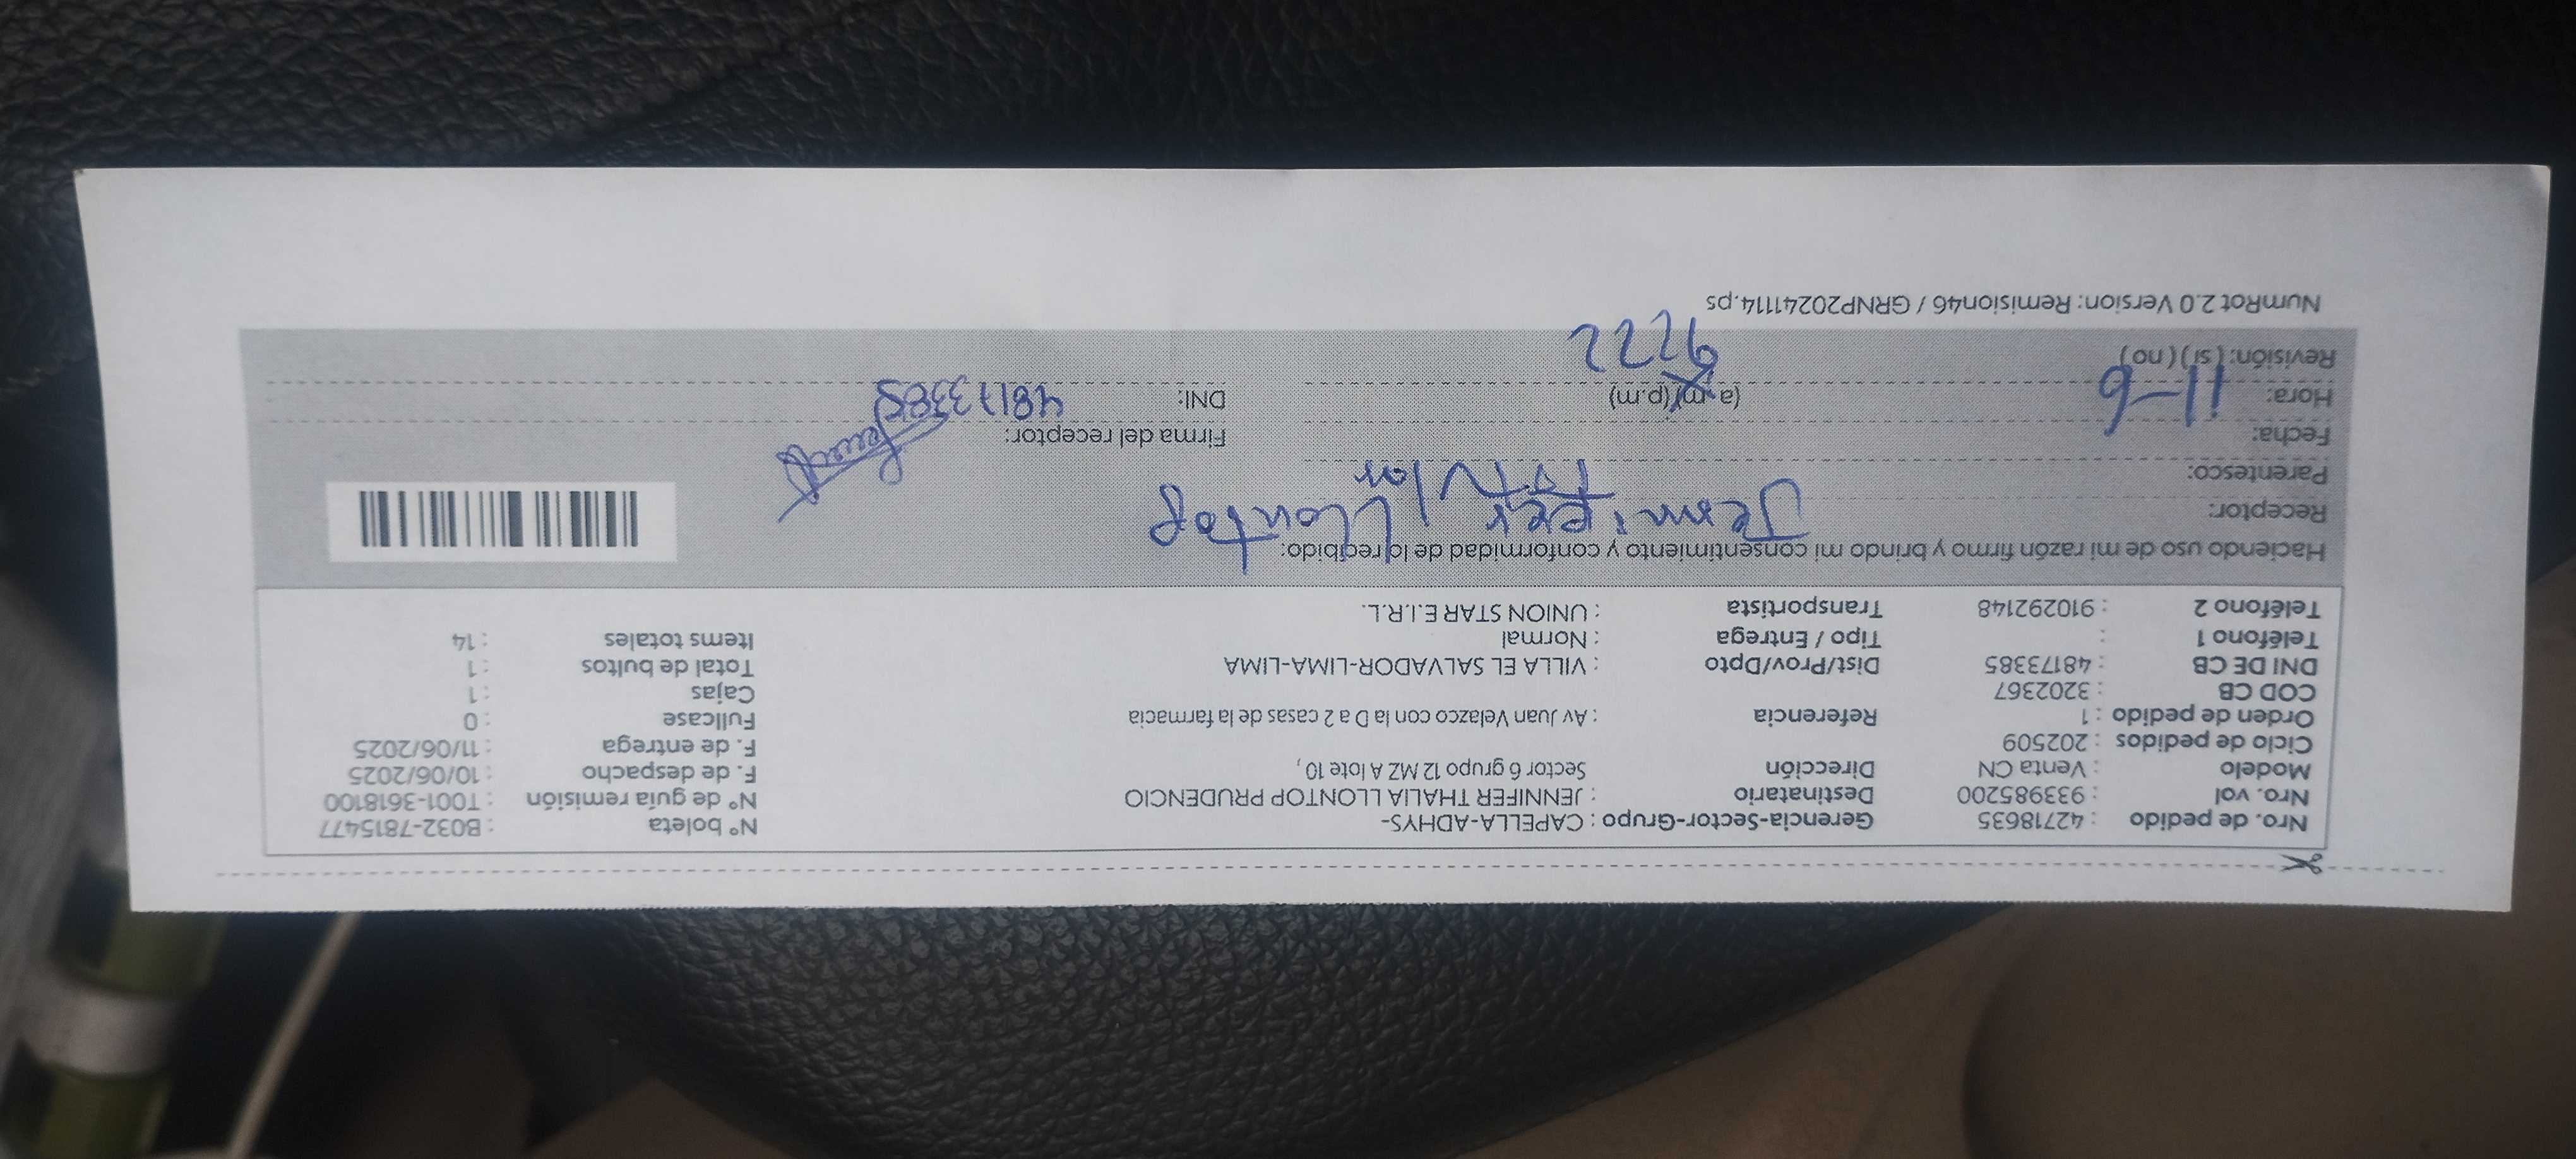 Nro. de pedido : 42718635 Gerencia-Sector-Grupo : CAPELLA-ADHYS- N° boleta : B032-7815477
Nro. vol : 933985200 Destinatario : JENNIFER THALIA LLONTOP PRUDENCIO N° de guía remisión : T001-3618100
Modelo : Venta CN Dirección Sector 6 grupo 12 MZ A lote 10 , F. de despacho : 10/06/2025
Ciclo de pedidos : 202509 F. de entrega : 11/06/2025
Orden de pedido : 1 Referencia : Av Juan Velazco con la D a 2 casas de la farmacia Fullcase : 0
COD CB : 3202367 Cajas : 1
DNI DE CB : 48173385 Dist/Prov/Dpto : VILLA EL SALVADOR-LIMA-LIMA Total de bultos : 1
Teléfono 1 : Tipo / Entrega : Normal Items totales : 14
Teléfono 2 : 910292148 Transportista : UNION STAR E.I.R.L.
Haciendo uso de mi razón firmo y brindo mi consentimiento y conformidad de lo recibido:
Receptor: Jennifer Llontop
Parentesco: Titular
Fecha: 11-6 Firma del receptor:
Hora: (a.m) (p.m) DNI: 48173385
Revisión: (si) (no) 9222
NumRot 2.0 Version: Remision46 / GRNP20241114.ps